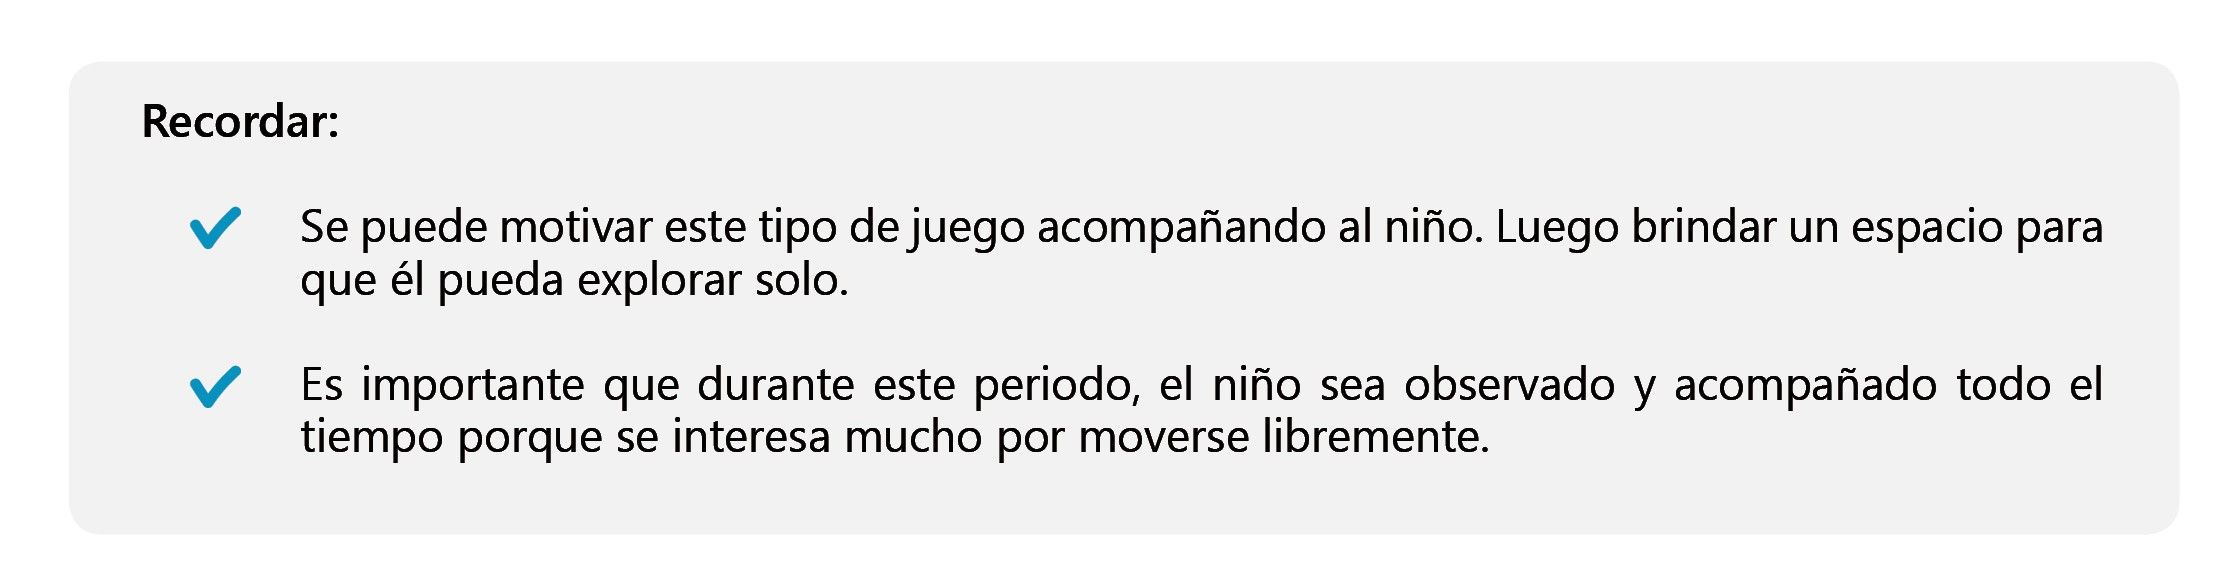 Recordar:
Se puede motivar este tipo de juego acompañando al niño. Luego brindar un espacio para
que él pueda explorar solo.
Es importante que durante este periodo, el niño sea observado y acompañado todo el
tiempo porque se interesa mucho por moverse libremente.